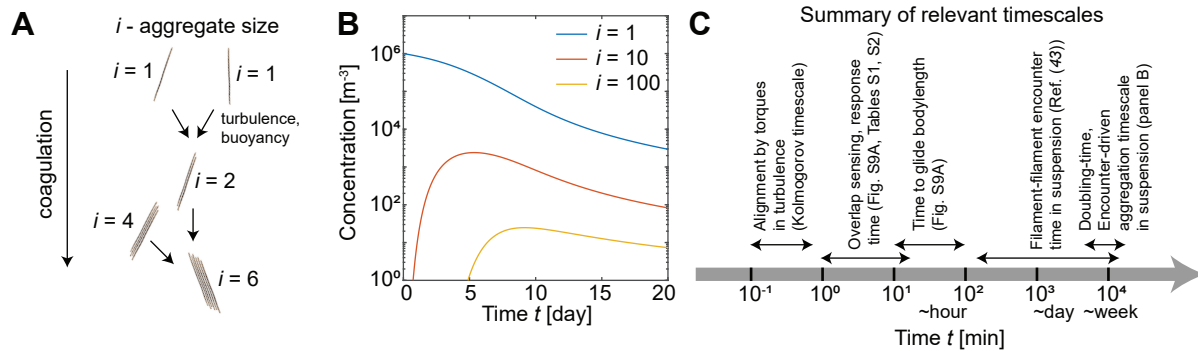 A
i - aggregate size
i = 1
i = 1
turbulence,
buoyancy
coagulation
i = 2
i = 4
i = 6
B
Concentration [m⁻³]
10⁶
10⁴
10²
10⁰
0
5
10
15
20
Time t [day]
i = 1
i = 10
i = 100
C
Summary of relevant timescales
Alignment by torques
in turbulence
(Kolmogorov timescale)
Overlap sensing, response
time (Fig. S9A, Tables S1, S2)
Time to glide bodylength
(Fig. S9A)
Filament-filament encounter
time in suspension (Ref. (43))
Doubling-time,
Encounter-driven
aggregation timescale
in suspension (panel B)
10⁻¹
10⁰
10¹
10²
10³
10⁴
~hour
~day
~week
Time t [min]